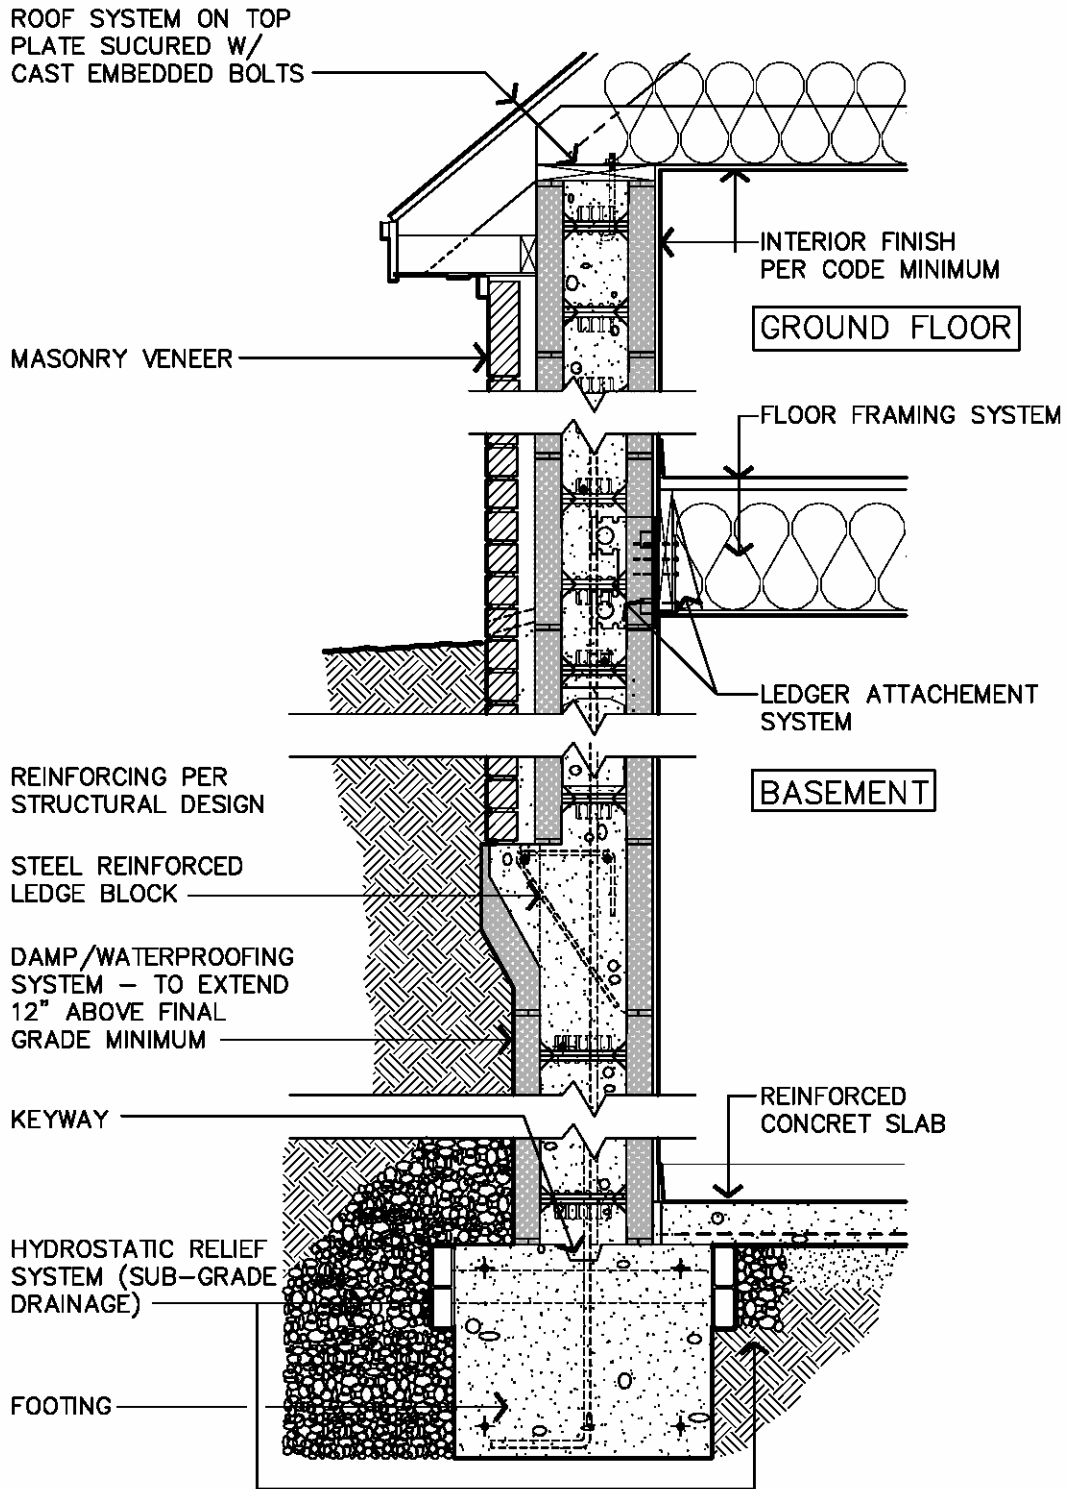 ROOF SYSTEM ON TOP
PLATE SUCURED W/
CAST EMBEDDED BOLTS
INTERIOR FINISH
PER CODE MINIMUM
GROUND FLOOR
MASONRY VENEER
FLOOR FRAMING SYSTEM
LEDGER ATTACHEMENT
SYSTEM
REINFORCING PER
STRUCTURAL DESIGN
BASEMENT
STEEL REINFORCED
LEDGE BLOCK
DAMP/WATERPROOFING
SYSTEM – TO EXTEND
12" ABOVE FINAL
GRADE MINIMUM
KEYWAY
REINFORCED
CONCRET SLAB
HYDROSTATIC RELIEF
SYSTEM (SUB-GRADE
DRAINAGE)
FOOTING